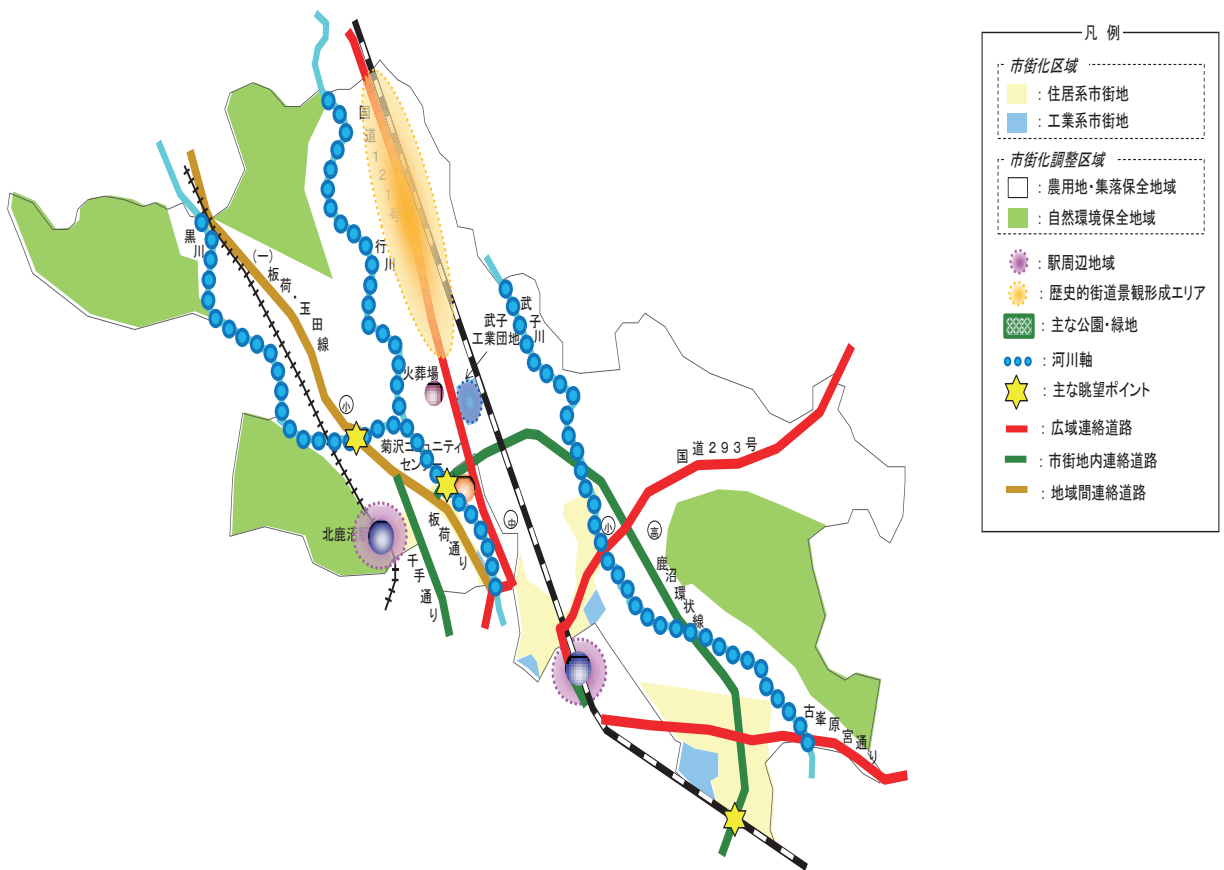 凡 例
市街化区域
：住居系市街地
：工業系市街地
市街化調整区域
：農用地・集落保全地域
：自然環境保全地域
：駅周辺地域
：歴史的街道景観形成エリア
：主な公園・緑地
：河川軸
：主な眺望ポイント
：広域連絡道路
：市街地内連絡道路
：地域間連絡道路
国道121号
黒川
(一)板荷・玉田線
行川
武子川
武子
工業団地
火葬場
小
菊沢コミュニティ
センター
国道293号
中
小
高
北鹿沼
板荷通り
千手通り
鹿沼環状線
古峯原宮通り